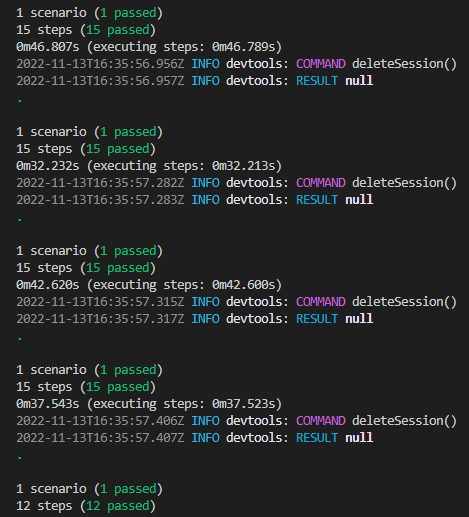 1 scenario (1 passed)
15 steps (15 passed)
0m46.807s (executing steps: 0m46.789s)
2022-11-13T16:35:56.956Z INFO devtools: COMMAND deleteSession()
2022-11-13T16:35:56.957Z INFO devtools: RESULT null
.
1 scenario (1 passed)
15 steps (15 passed)
0m32.232s (executing steps: 0m32.213s)
2022-11-13T16:35:57.282Z INFO devtools: COMMAND deleteSession()
2022-11-13T16:35:57.283Z INFO devtools: RESULT null
.
1 scenario (1 passed)
15 steps (15 passed)
0m42.620s (executing steps: 0m42.600s)
2022-11-13T16:35:57.315Z INFO devtools: COMMAND deleteSession()
2022-11-13T16:35:57.317Z INFO devtools: RESULT null
.
1 scenario (1 passed)
15 steps (15 passed)
0m37.543s (executing steps: 0m37.523s)
2022-11-13T16:35:57.406Z INFO devtools: COMMAND deleteSession()
2022-11-13T16:35:57.407Z INFO devtools: RESULT null
.
1 scenario (1 passed)
12 steps (12 passed)